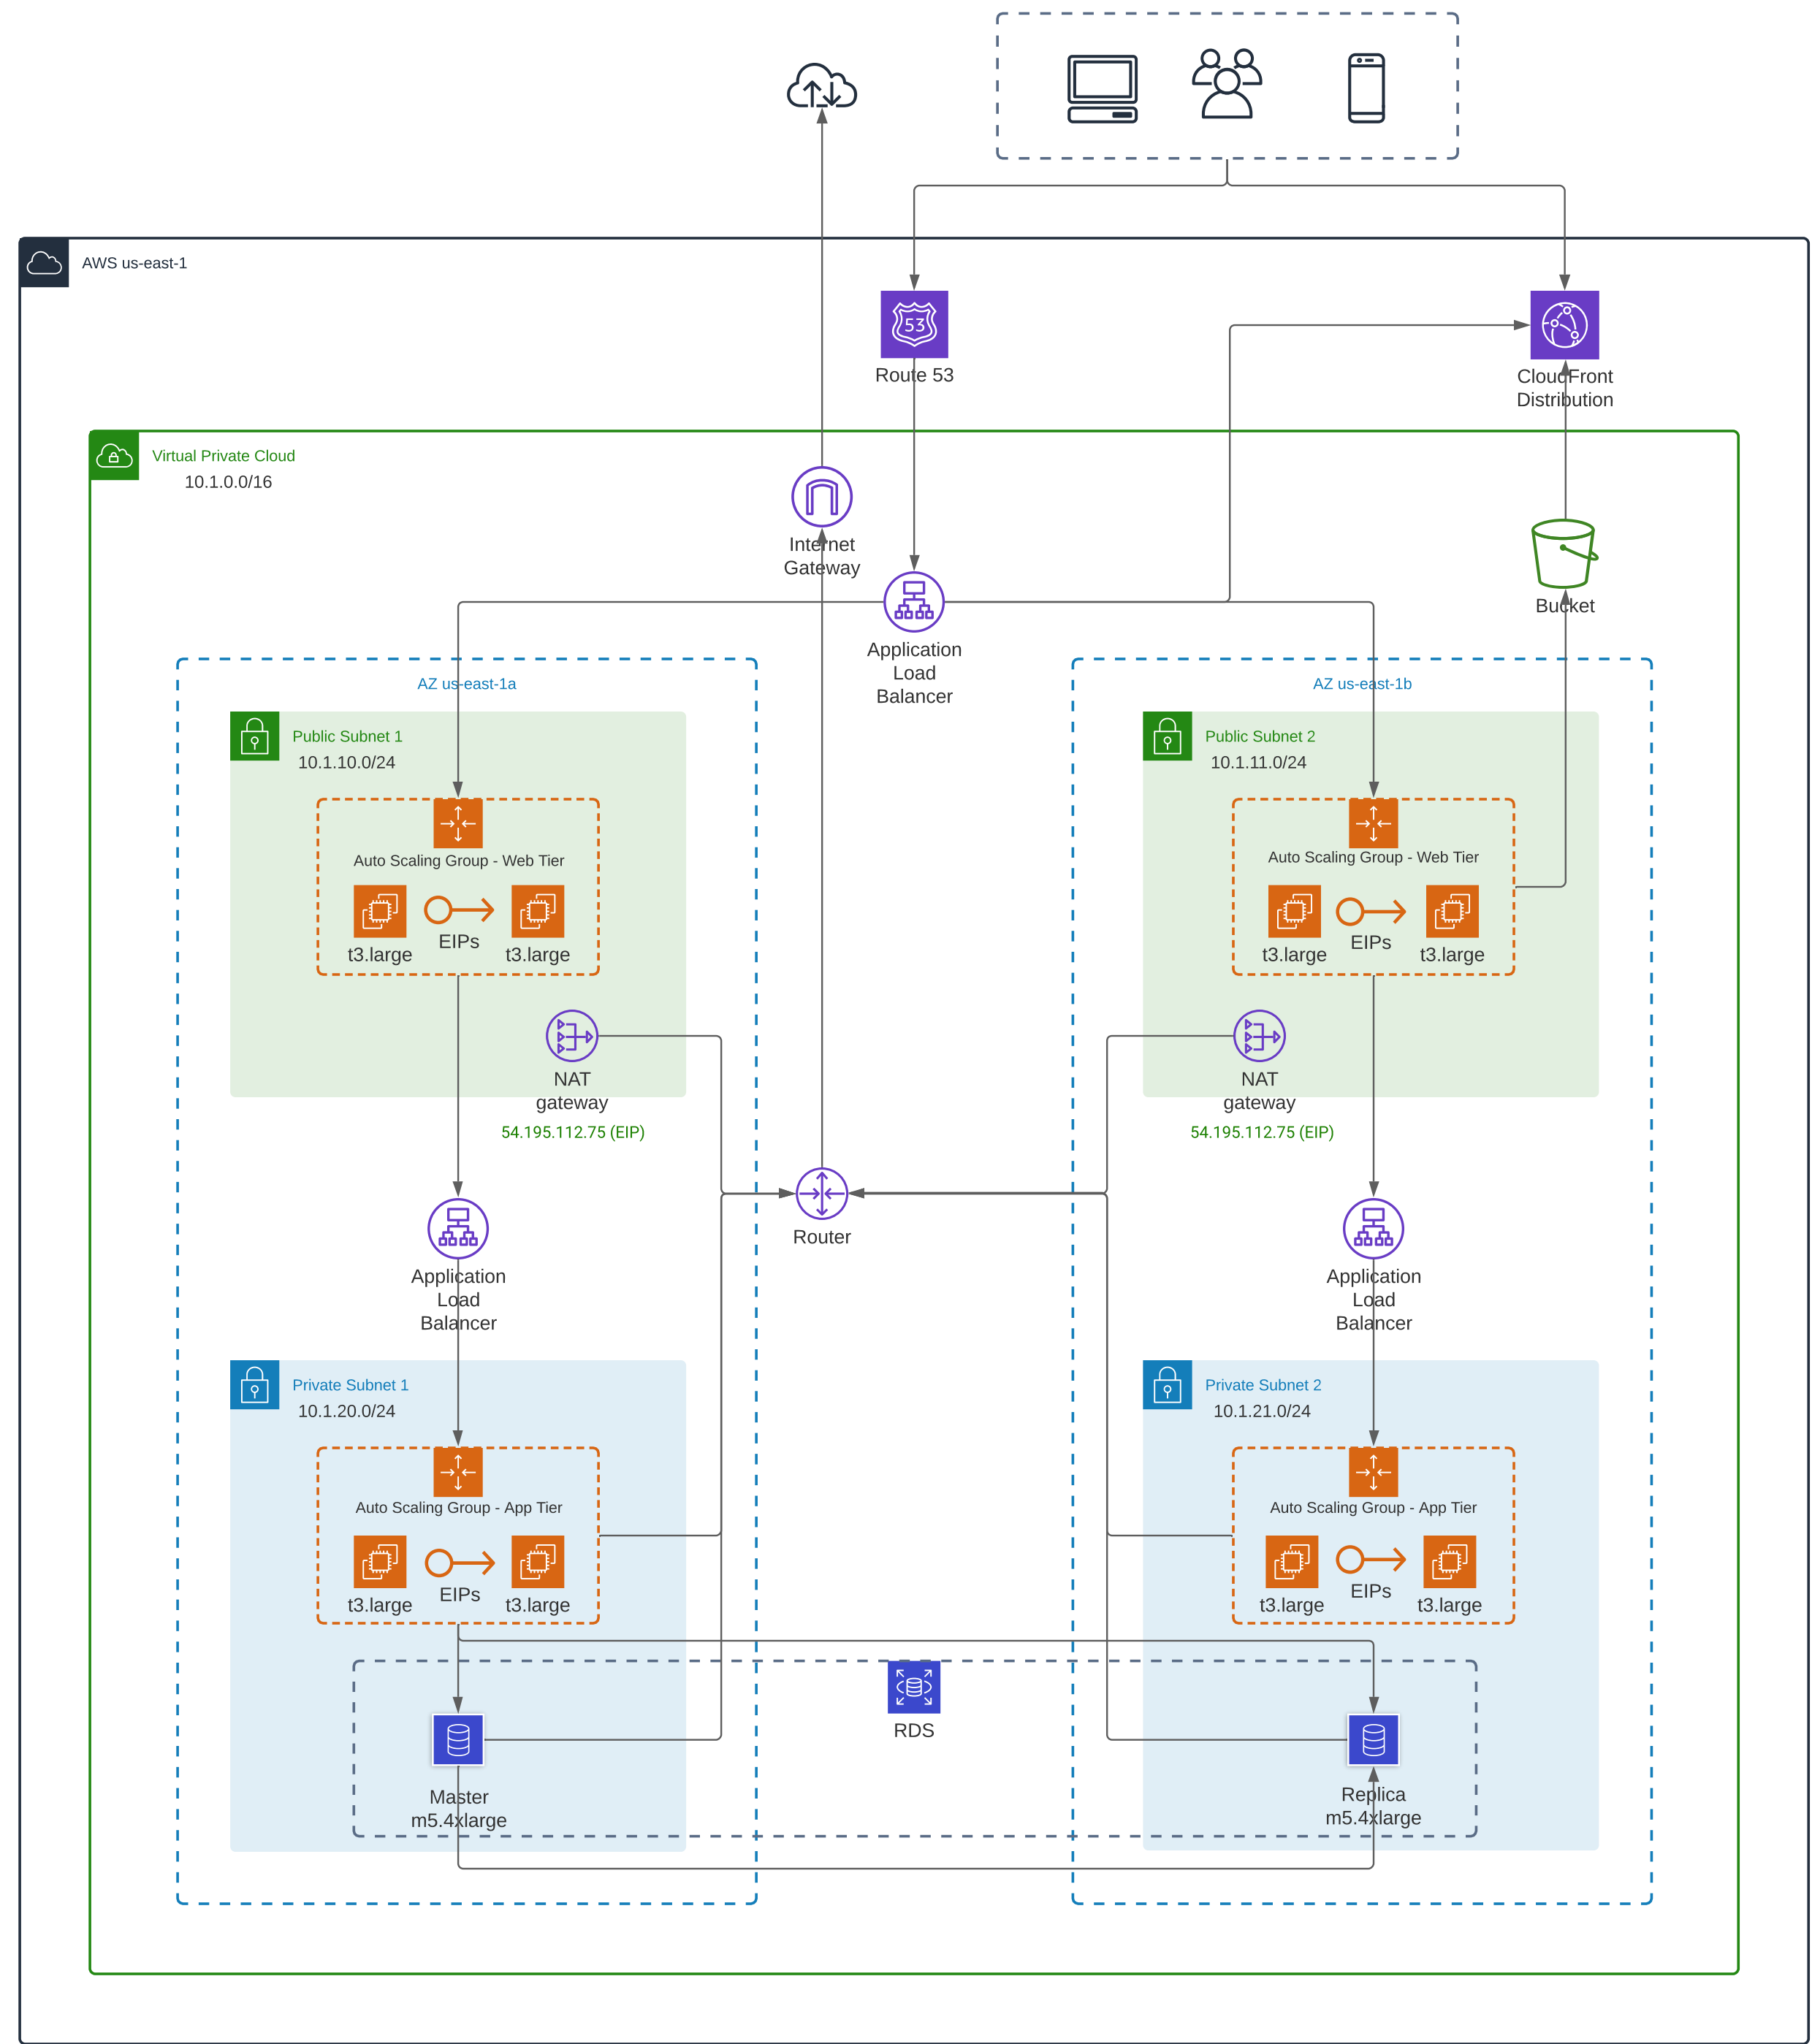 AWS us-east-1
53
Route 53
CloudFront
Distribution
Virtual Private Cloud
10.1.0.0/16
Internet
Gateway
Bucket
Application
Load
Balancer
AZ us-east-1a
Public Subnet 1
10.1.10.0/24
Auto Scaling Group - Web Tier
t3.large
EIPs
t3.large
NAT
gateway
54.195.112.75 (EIP)
Application
Load
Balancer
Private Subnet 1
10.1.20.0/24
Auto Scaling Group - App Tier
t3.large
EIPs
t3.large
Master
m5.4xlarge
Router
RDS
AZ us-east-1b
Public Subnet 2
10.1.11.0/24
Auto Scaling Group - Web Tier
t3.large
EIPs
t3.large
NAT
gateway
54.195.112.75 (EIP)
Application
Load
Balancer
Private Subnet 2
10.1.21.0/24
Auto Scaling Group - App Tier
t3.large
EIPs
t3.large
Replica
m5.4xlarge